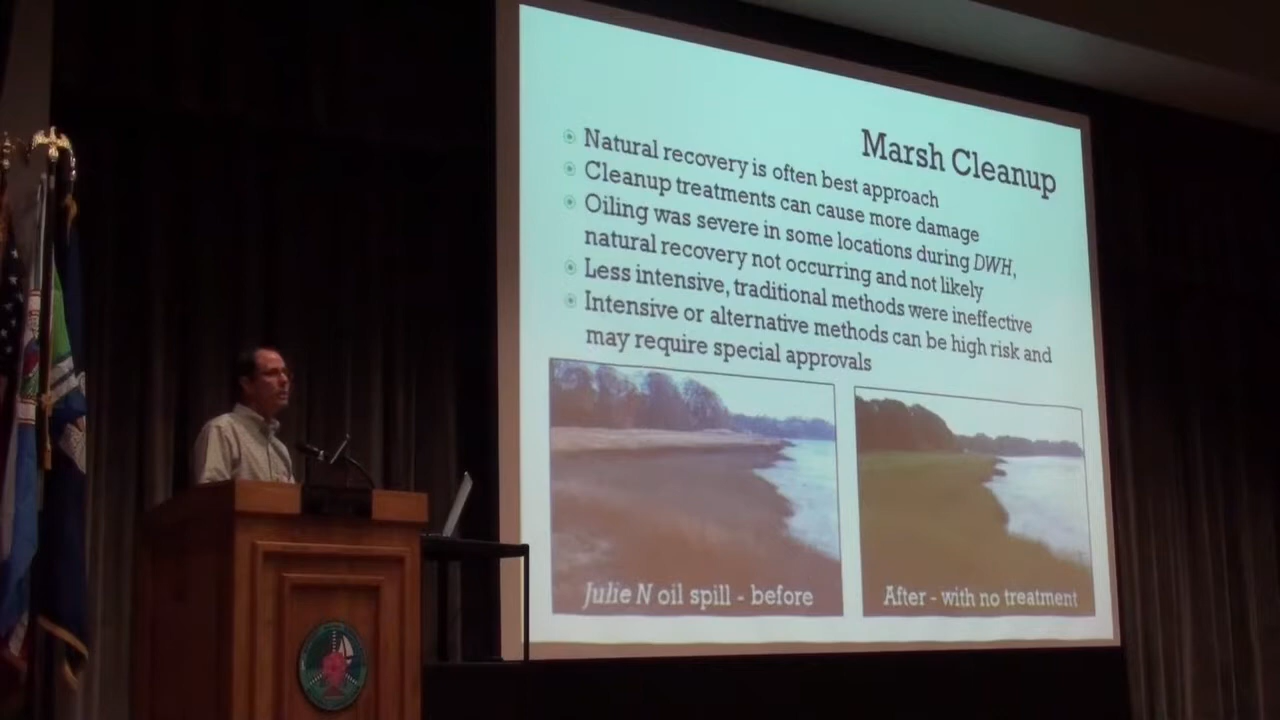 Marsh Cleanup
Natural recovery is often best approach
Cleanup treatments can cause more damage
Oiling was severe in some locations during DWH,
natural recovery not occurring and not likely
Less intensive, traditional methods were ineffective
Intensive or alternative methods can be high risk and
may require special approvals
Julie N oil spill - before
After - with no treatment